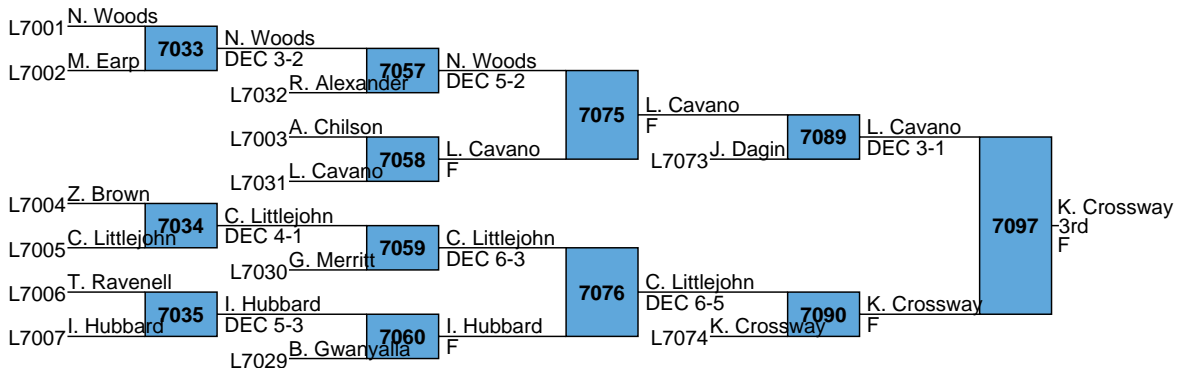 L7001 N. Woods
7033
L7002 M. Earp
N. Woods
DEC 3-2
7057
L7032 R. Alexander
N. Woods
DEC 5-2
L7003 A. Chilson
7058
L7031 L. Cavano
L. Cavano
F
7075
L. Cavano
F
7089
L7073 J. Dagin
L. Cavano
DEC 3-1
L7004 Z. Brown
7034
L7005 C. Littlejohn
C. Littlejohn
DEC 4-1
7059
L7030 G. Merritt
C. Littlejohn
DEC 6-3
L7006 T. Ravenell
7035
L7007 I. Hubbard
I. Hubbard
DEC 5-3
7060
L7029 B. Gwanyalla
I. Hubbard
F
7076
C. Littlejohn
DEC 6-5
7090
L7074 K. Crossway
K. Crossway
F
7097
K. Crossway
3rd
F